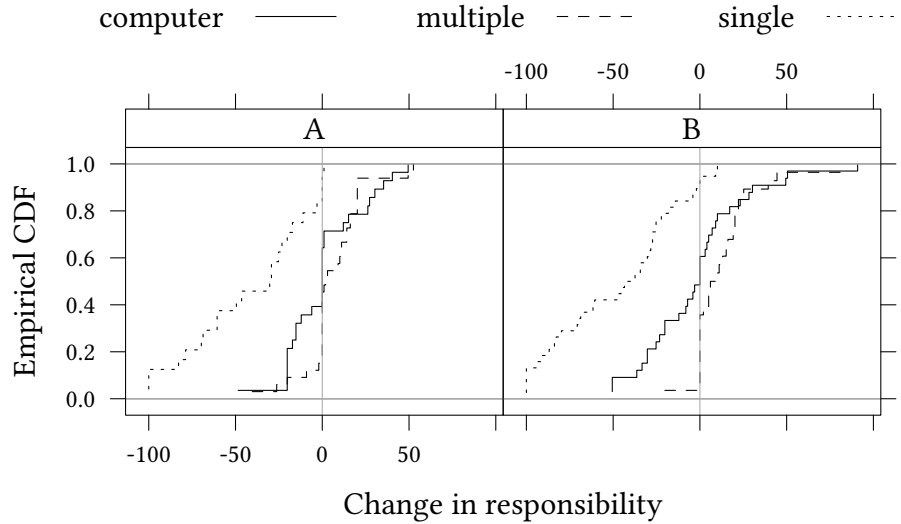 computer multiple single
-100 -50 0 50
A B
1.0
0.8
0.6
0.4
0.2
0.0
Empirical CDF
-100 -50 0 50
Change in responsibility